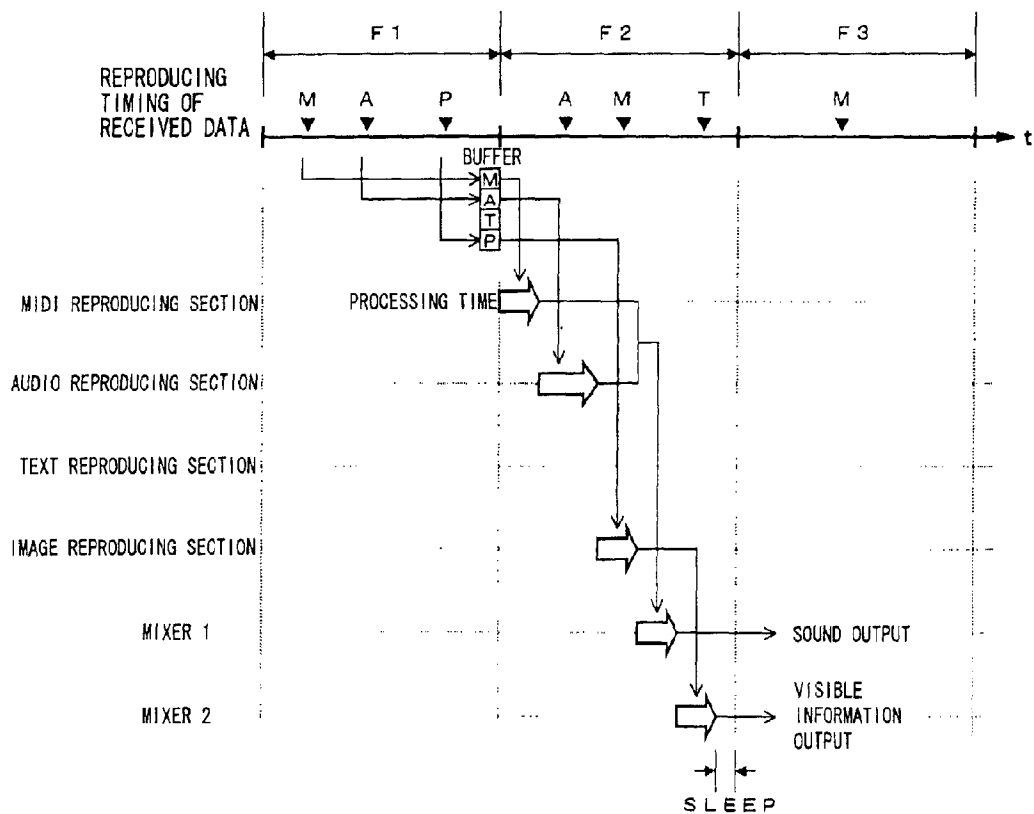 F1 F2 F3
REPRODUCING
TIMING OF
RECEIVED DATA
M A P A M T M
t
BUFFER
M
A
T
P
MIDI REPRODUCING SECTION
PROCESSING TIME
AUDIO REPRODUCING SECTION
TEXT REPRODUCING SECTION
IMAGE REPRODUCING SECTION
MIXER 1
SOUND OUTPUT
MIXER 2
VISIBLE
INFORMATION
OUTPUT
SLEEP